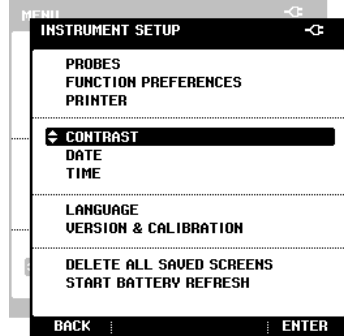 MENU
INSTRUMENT SETUP
PROBES
FUNCTION PREFERENCES
PRINTER
CONTRAST
DATE
TIME
LANGUAGE
VERSION & CALIBRATION
DELETE ALL SAVED SCREENS
START BATTERY REFRESH
BACK ENTER